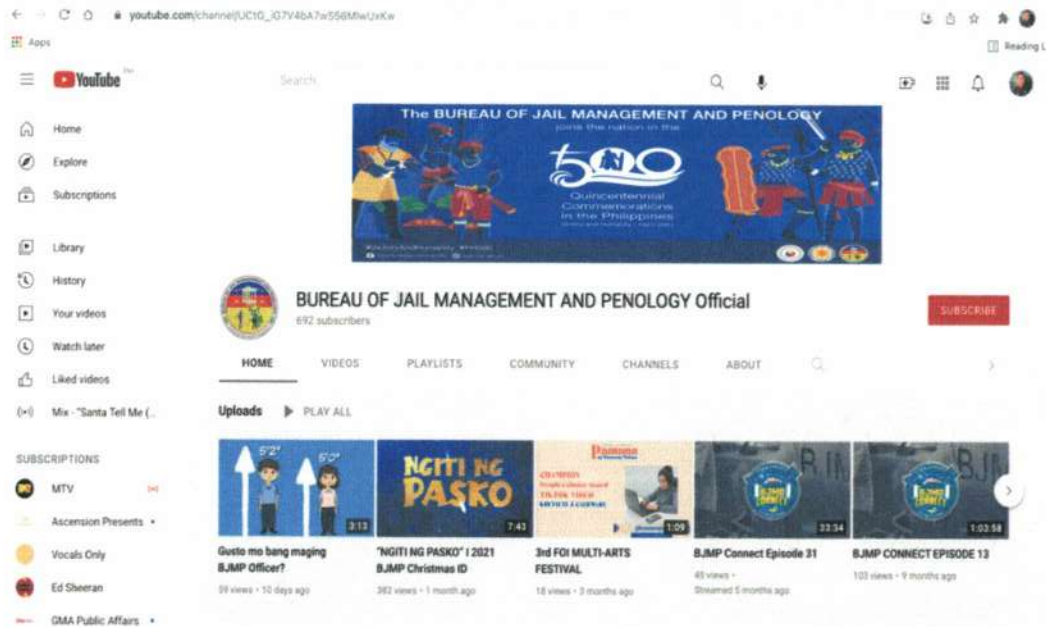 youtube.com/channel/UCtG_iG7V4bA7wS56MlwUxKw
Apps
Reading L
YouTube PH
Search
The BUREAU OF JAIL MANAGEMENT AND PENOLOGY
joins the nation in the
500
Quincentennial
Commemorations
in the Philippines
Home
Explore
Subscriptions
Library
History
Your videos
Watch later
Liked videos
Mix - "Santa Tell Me (...
SUBSCRIPTIONS
MTV
Ascension Presents
Vocals Only
Ed Sheeran
GMA Public Affairs
BUREAU OF JAIL MANAGEMENT AND PENOLOGY Official
692 subscribers
SUBSCRIBE
HOME VIDEOS PLAYLISTS COMMUNITY CHANNELS ABOUT
Uploads PLAY ALL
5'2" 5'0"
3:13
Gusto mo bang maging
BJMP Officer?
59 views • 10 days ago
NGITI NG
PASKO
7:43
"NGITI NG PASKO" I 2021
BJMP Christmas ID
382 views • 1 month ago
CHAMPION
1:09
3rd FOI MULTI-ARTS
FESTIVAL
18 views • 3 months ago
BJMP
CONNECT
33:34
BJMP Connect Episode 31
45 views •
Streamed 5 months ago
BJMP
CONNECT
1:03:58
BJMP CONNECT EPISODE 13
103 views • 9 months ago